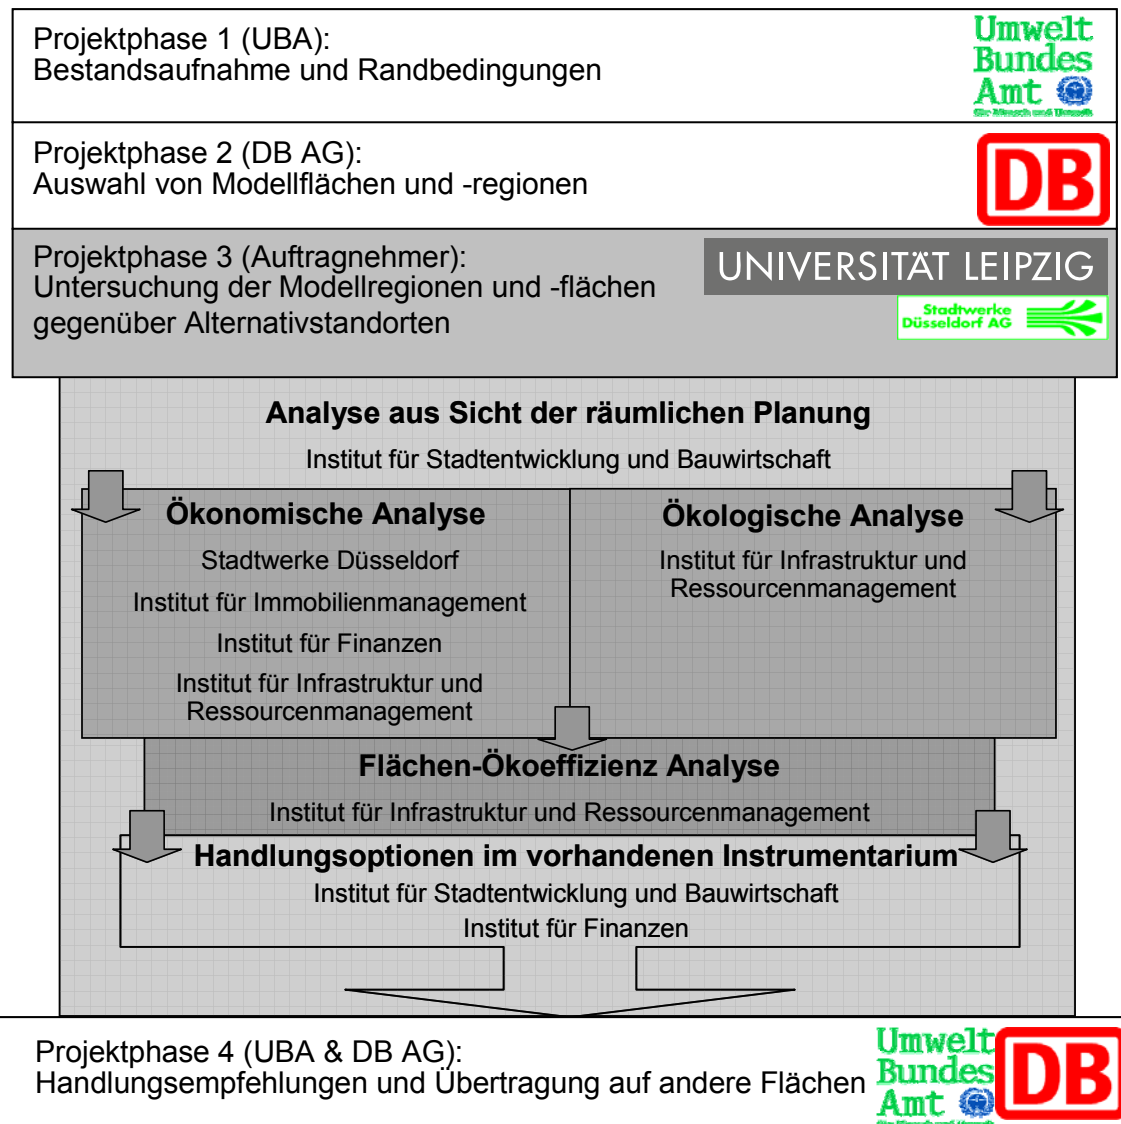 Projektphase 1 (UBA):
Bestandsaufnahme und Randbedingungen
Umwelt
Bundes
Amt
Für Mensch und Umwelt
Projektphase 2 (DB AG):
Auswahl von Modellflächen und -regionen
DB
Projektphase 3 (Auftragnehmer):
Untersuchung der Modellregionen und -flächen
gegenüber Alternativstandorten
UNIVERSITÄT LEIPZIG
Stadtwerke
Düsseldorf AG
Analyse aus Sicht der räumlichen Planung
Institut für Stadtentwicklung und Bauwirtschaft
Ökonomische Analyse
Stadtwerke Düsseldorf
Institut für Immobilienmanagement
Institut für Finanzen
Institut für Infrastruktur und
Ressourcenmanagement
Ökologische Analyse
Institut für Infrastruktur und
Ressourcenmanagement
Flächen-Ökoeffizienz Analyse
Institut für Infrastruktur und Ressourcenmanagement
Handlungsoptionen im vorhandenen Instrumentarium
Institut für Stadtentwicklung und Bauwirtschaft
Institut für Finanzen
Projektphase 4 (UBA & DB AG):
Handlungsempfehlungen und Übertragung auf andere Flächen
Umwelt
Bundes
Amt
DB